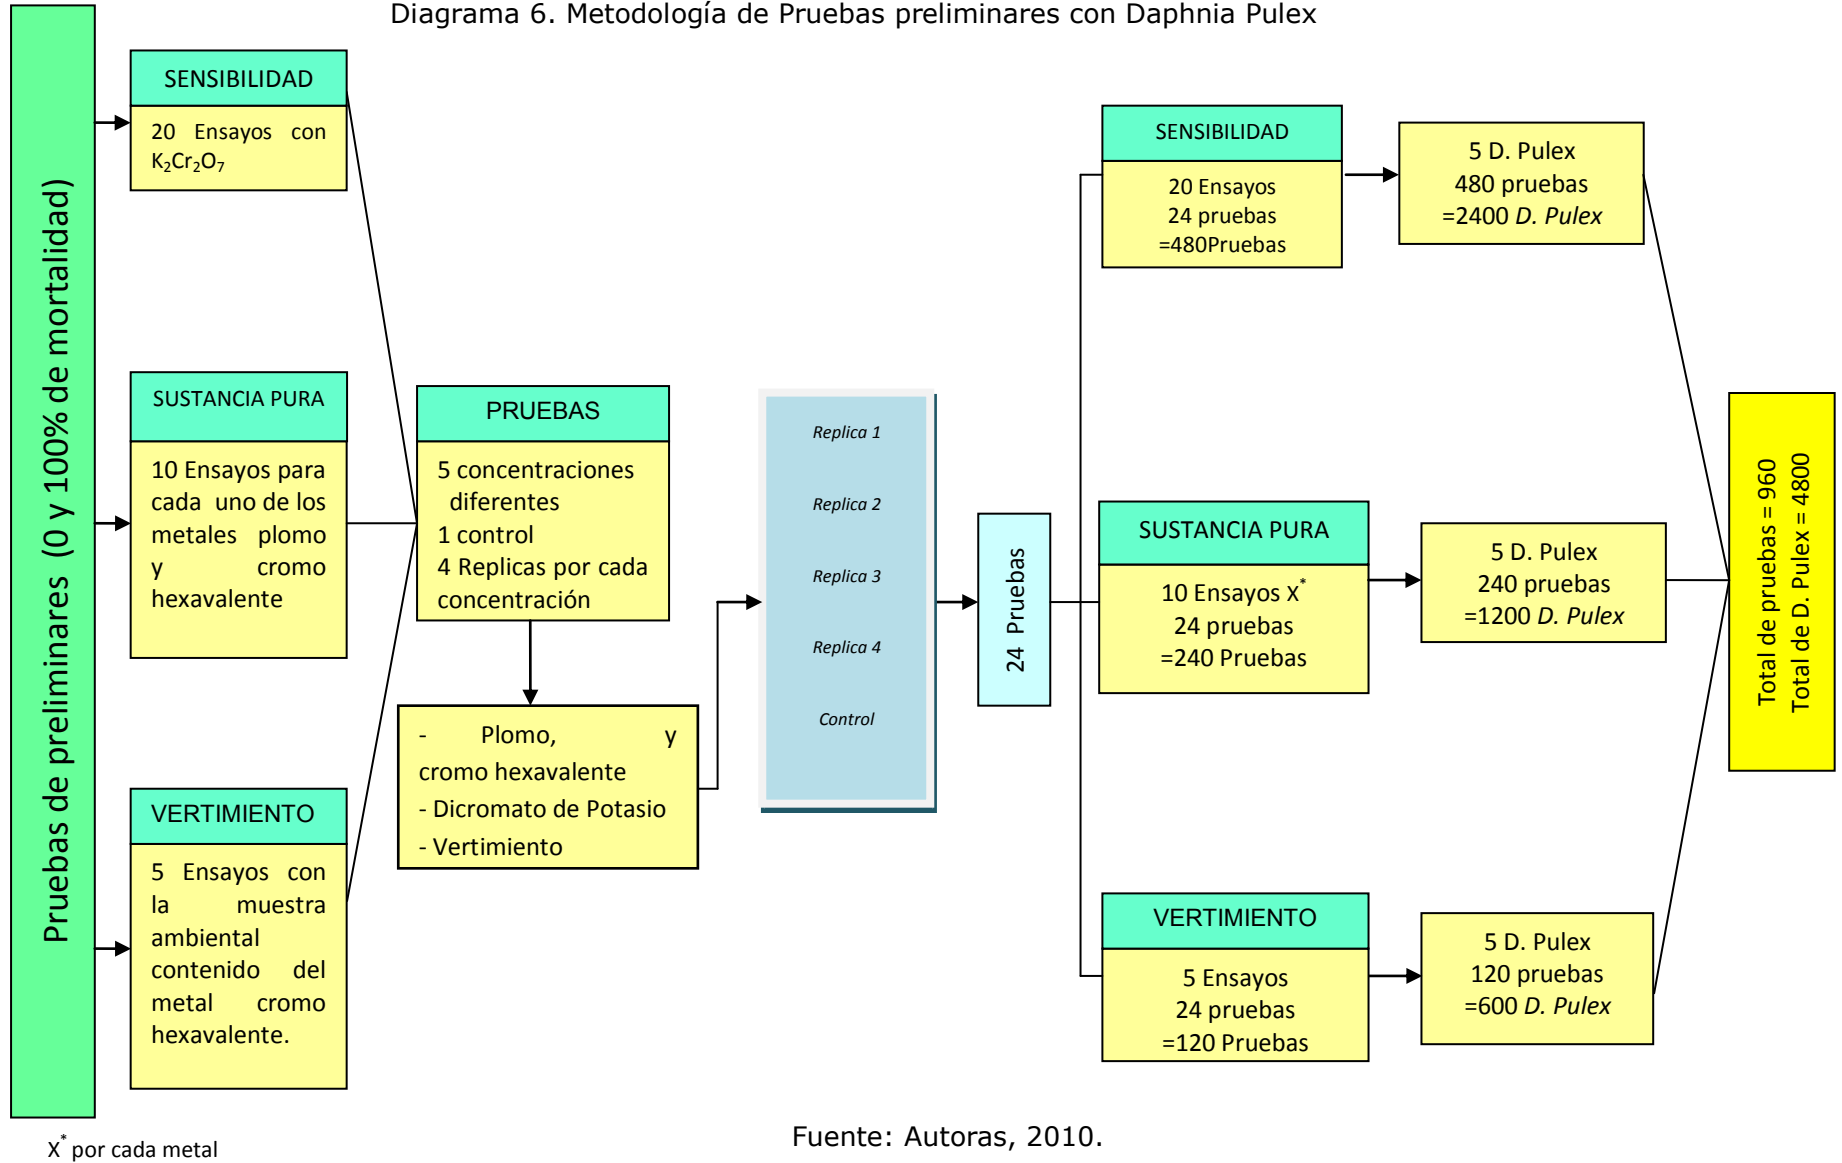 Diagrama 6. Metodología de Pruebas preliminares con Daphnia Pulex
Pruebas de preliminares (0 y 100% de mortalidad)
SENSIBILIDAD
20 Ensayos con
K₂Cr₂O₇
SUSTANCIA PURA
10 Ensayos para
cada uno de los
metales plomo
y cromo
hexavalente
VERTIMIENTO
5 Ensayos con
la muestra
ambiental
contenido del
metal cromo
hexavalente.
PRUEBAS
5 concentraciones
diferentes
1 control
4 Replicas por cada
concentración
- Plomo, y
cromo hexavalente
- Dicromato de Potasio
- Vertimiento
Replica 1
Replica 2
Replica 3
Replica 4
Control
24 Pruebas
SENSIBILIDAD
20 Ensayos
24 pruebas
=480Pruebas
5 D. Pulex
480 pruebas
=2400 D. Pulex
SUSTANCIA PURA
10 Ensayos X*
24 pruebas
=240 Pruebas
5 D. Pulex
240 pruebas
=1200 D. Pulex
VERTIMIENTO
5 Ensayos
24 pruebas
=120 Pruebas
5 D. Pulex
120 pruebas
=600 D. Pulex
Total de pruebas = 960
Total de D. Pulex = 4800
X* por cada metal
Fuente: Autoras, 2010.